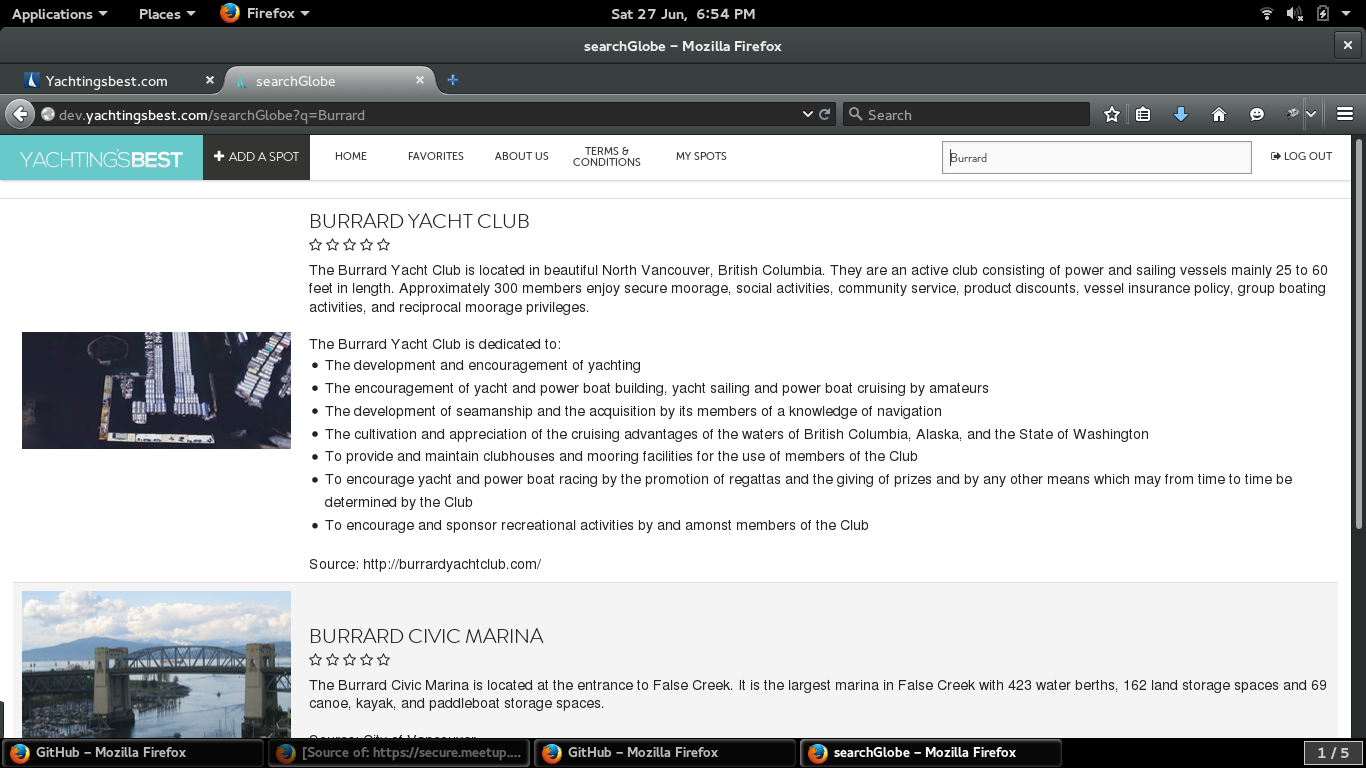 Applications Places Firefox Sat 27 Jun, 6:54 PM
searchGlobe – Mozilla Firefox
Yachtingsbest.com searchGlobe
dev.yachtingsbest.com/searchGlobe?q=Burrard Search
YACHTING'SBEST ADD A SPOT HOME FAVORITES ABOUT US TERMS &
CONDITIONS MY SPOTS Burrard LOG OUT
BURRARD YACHT CLUB
The Burrard Yacht Club is located in beautiful North Vancouver, British Columbia. They are an active club consisting of power and sailing vessels mainly 25 to 60
feet in length. Approximately 300 members enjoy secure moorage, social activities, community service, product discounts, vessel insurance policy, group boating
activities, and reciprocal moorage privileges.
The Burrard Yacht Club is dedicated to:
• The development and encouragement of yachting
• The encouragement of yacht and power boat building, yacht sailing and power boat cruising by amateurs
• The development of seamanship and the acquisition by its members of a knowledge of navigation
• The cultivation and appreciation of the cruising advantages of the waters of British Columbia, Alaska, and the State of Washington
• To provide and maintain clubhouses and mooring facilities for the use of members of the Club
• To encourage yacht and power boat racing by the promotion of regattas and the giving of prizes and by any other means which may from time to time be
determined by the Club
• To encourage and sponsor recreational activities by and amonst members of the Club
Source: http://burrardyachtclub.com/
BURRARD CIVIC MARINA
The Burrard Civic Marina is located at the entrance to False Creek. It is the largest marina in False Creek with 423 water berths, 162 land storage spaces and 69
canoe, kayak, and paddleboat storage spaces.
Source: City of Vancouver
GitHub – Mozilla Firefox [Source of: https://secure.meetup.... GitHub – Mozilla Firefox searchGlobe – Mozilla Firefox 1 / 5